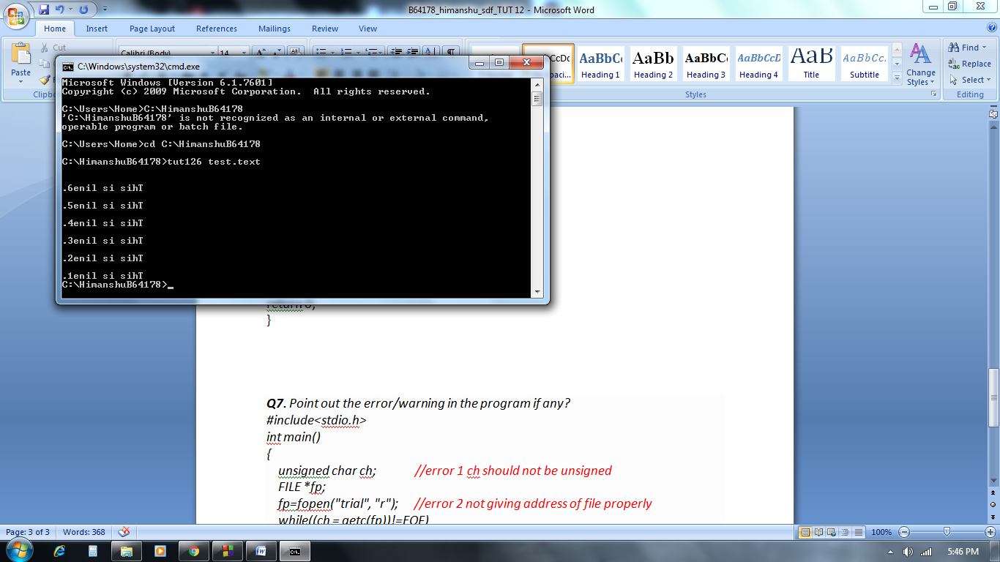 B64178_himanshu_sdf_TUT 12 - Microsoft Word
Home Insert Page Layout References Mailings Review View
Cut
Calibri (Body) 14
Paste
AaBbC Heading 1
AaBb Heading 2
AaBbC Heading 3
AaBbCcD Heading 4
AaB Title
AaBbCc. Subtitle
Change Styles
Find
Replace
Select
Styles
Editing
C:\Windows\system32\cmd.exe
Microsoft Windows [Version 6.1.7601]
Copyright (c) 2009 Microsoft Corporation. All rights reserved.
C:\Users\Home>C:\HimanshuB64178
'C:\HimanshuB64178' is not recognized as an internal or external command,
operable program or batch file.
C:\Users\Home>cd C:\HimanshuB64178
C:\HimanshuB64178>tut126 test.text
.6enil si sihT
.5enil si sihT
.4enil si sihT
.3enil si sihT
.2enil si sihT
.1enil si sihT
C:\HimanshuB64178>_
}
Q7. Point out the error/warning in the program if any?
#include<stdio.h>
int main()
{
unsigned char ch; //error 1 ch should not be unsigned
FILE *fp;
fp=fopen("trial", "r"); //error 2 not giving address of file properly
while((ch = getc(fp))!=EOF)
Page: 3 of 3 Words: 368 100%
5:46 PM